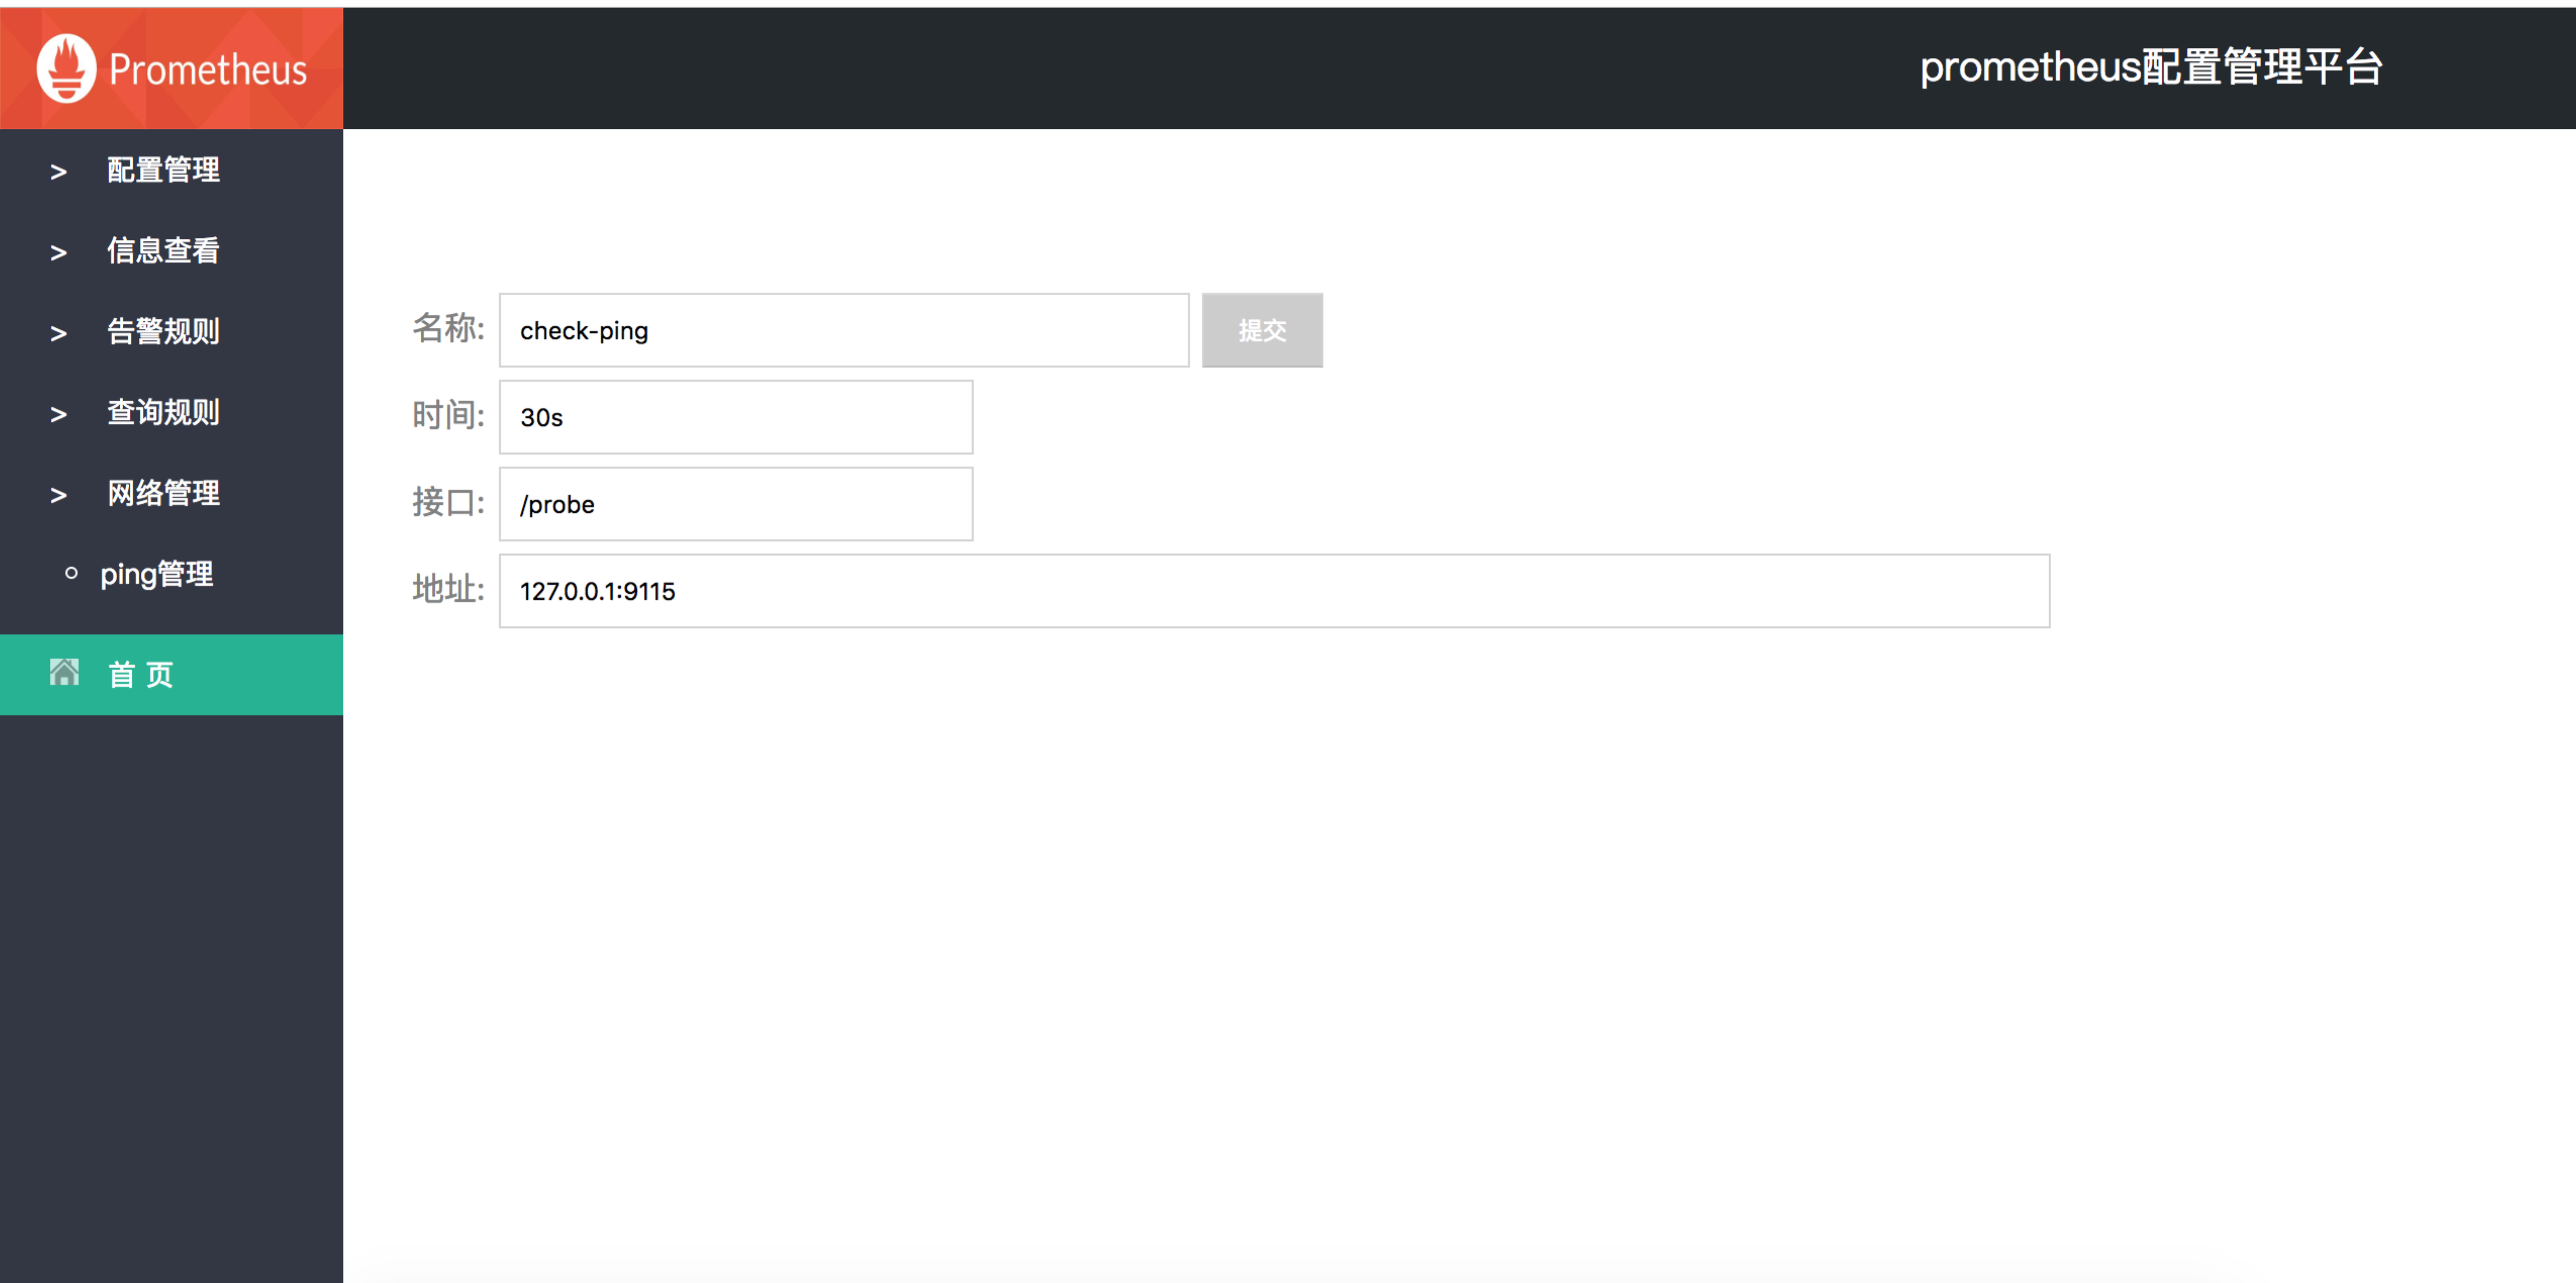 Prometheus
prometheus配置管理平台
> 配置管理
> 信息查看
> 告警规则
> 查询规则
> 网络管理
ping管理
首 页
名称: check-ping 提交
时间: 30s
接口: /probe
地址: 127.0.0.1:9115